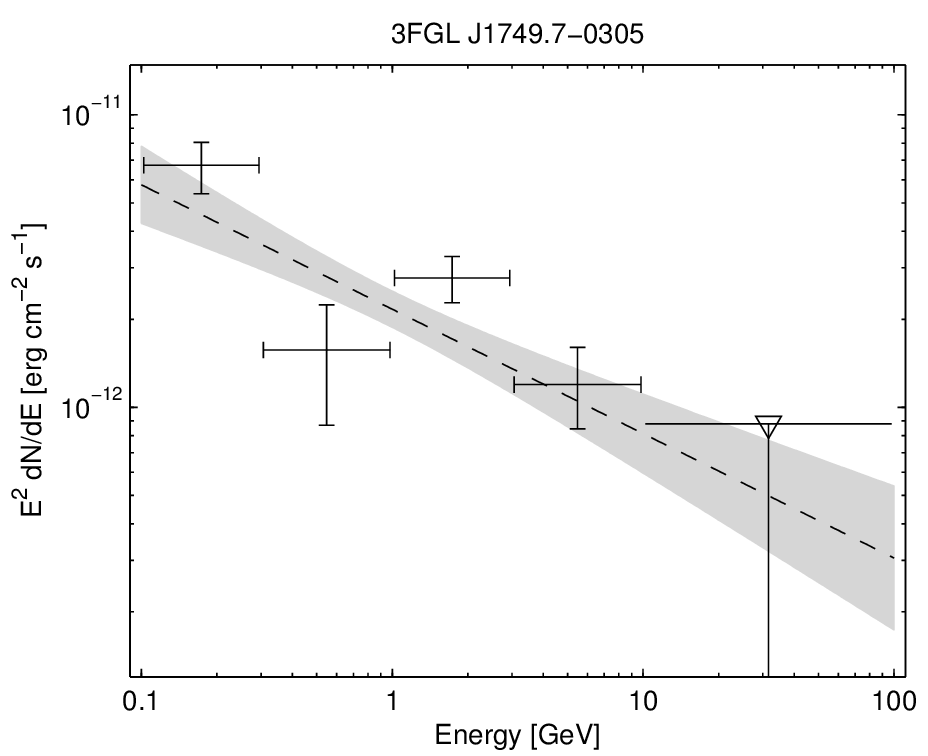 3FGL J1749.7−0305
10⁻¹¹
10⁻¹²
E² dN/dE [erg cm⁻² s⁻¹]
0.1 1 10 100
Energy [GeV]